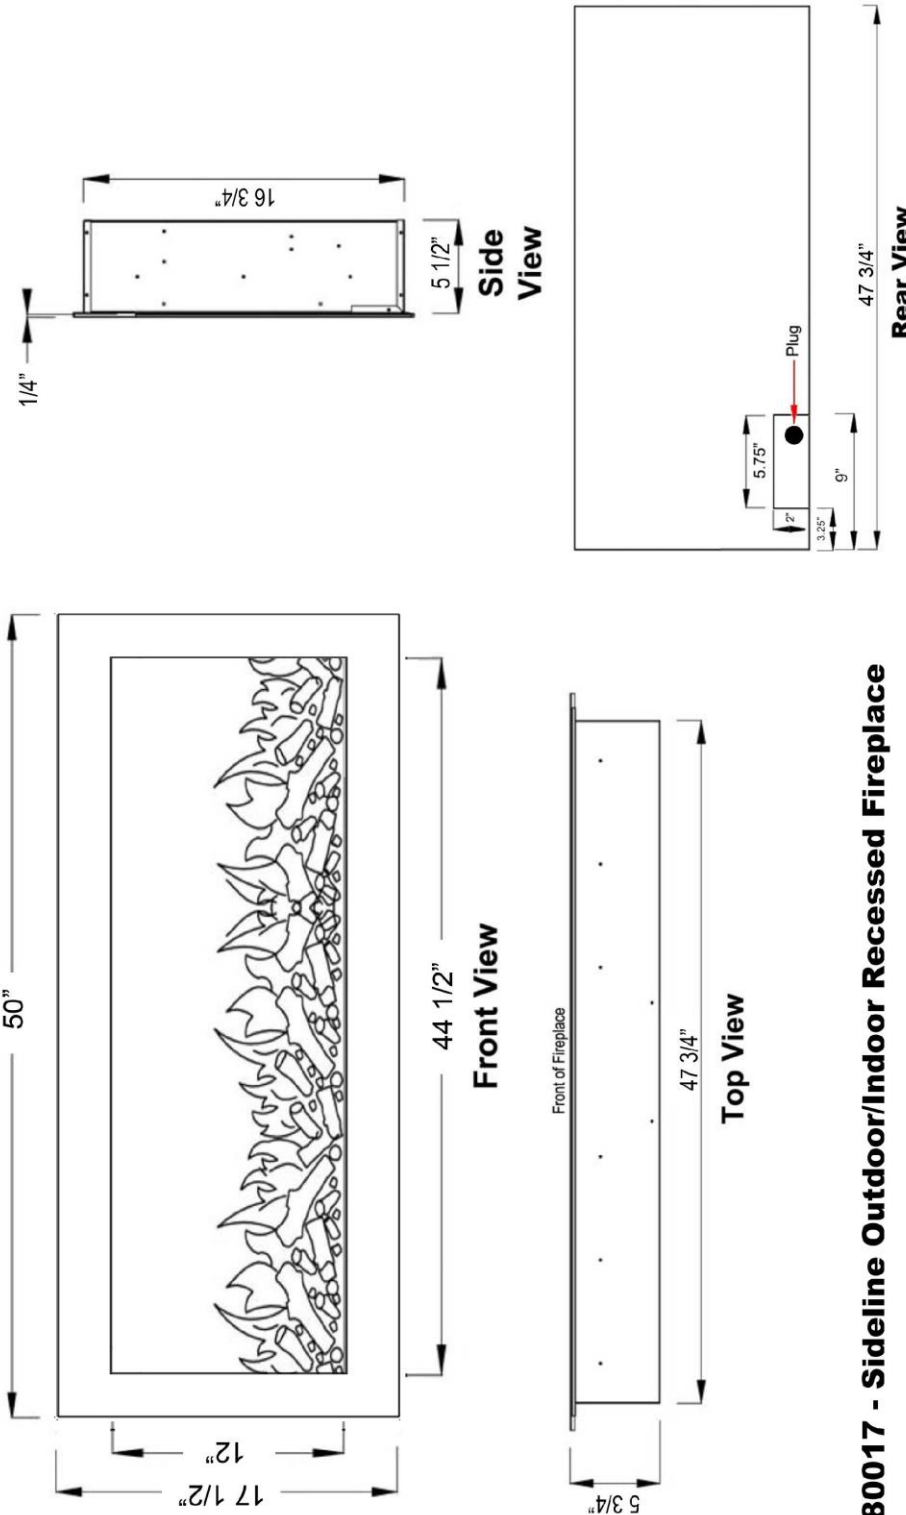 50”
17 1/2”
12”
44 1/2”
Front View
1/4”
16 3/4”
5 1/2”
Side
View
Front of Fireplace
5 3/4”
47 3/4”
Top View
5.75"
2"
3.25"
9"
Plug
47 3/4”
Rear View
80017 - Sideline Outdoor/Indoor Recessed Fireplace